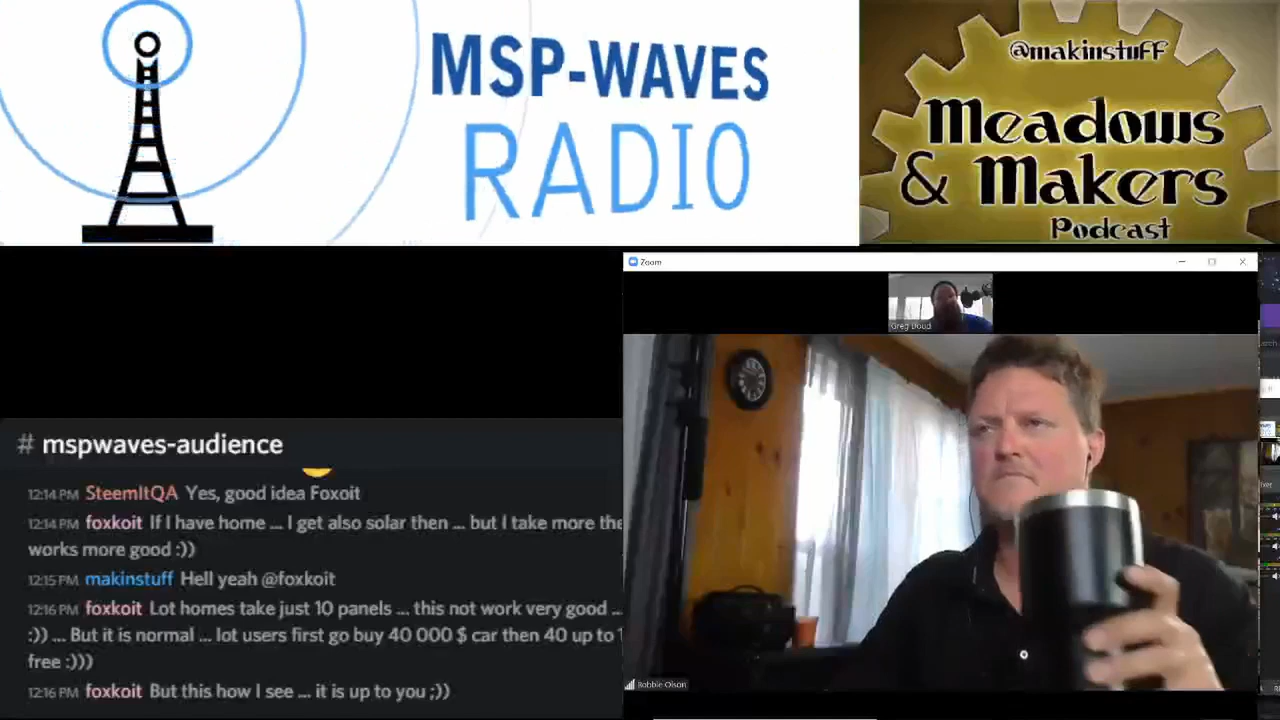 MSP-WAVES
RADIO
@makinstuff
Meadows
& Makers
Podcast
Zoom
Greg Doud
# mspwaves-audience
12:14 PM SteemItQA Yes, good idea Foxoit
12:14 PM foxkoit If I have home ... I get also solar then ... but I take more the
works more good :))
12:15 PM makinstuff Hell yeah @foxkoit
12:16 PM foxkoit Lot homes take just 10 panels ... this not work very good ...
:)) ... But it is normal ... lot users first go buy 40 000 $ car then 40 up to
free :)))
12:16 PM foxkoit But this how I see ... it is up to you ;))
Robbie Olson